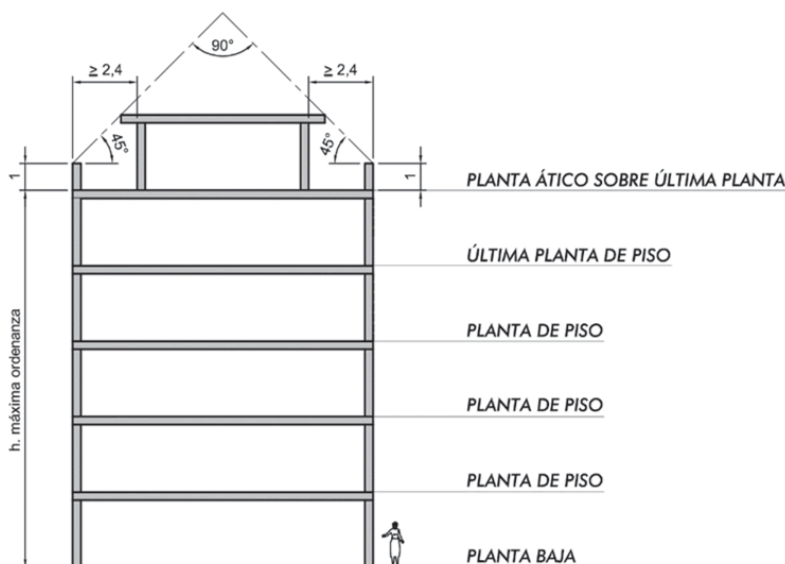 90°
≥ 2,4
≥ 2,4
45°
45°
1
1
PLANTA ÁTICO SOBRE ÚLTIMA PLANTA
ÚLTIMA PLANTA DE PISO
PLANTA DE PISO
h. máxima ordenanza
PLANTA DE PISO
PLANTA DE PISO
PLANTA BAJA